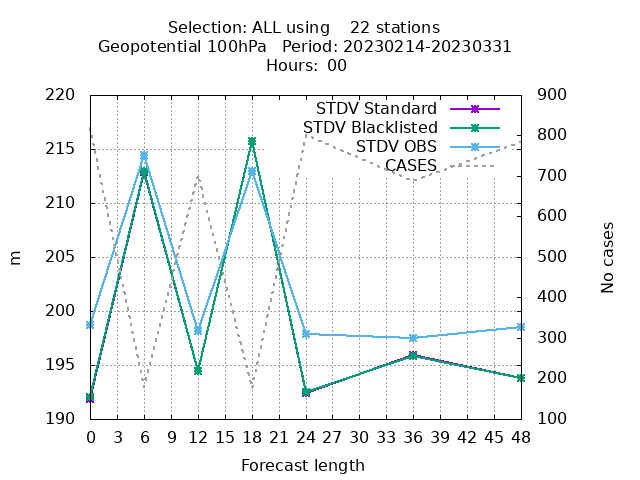 Selection: ALL using    22 stations
Geopotential 100hPa   Period: 20230214-20230331
Hours: 00
220 900
STDV Standard
STDV Blacklisted 800
215 STDV OBS
CASES 700
210
600
205 500
m
No cases
400
200
300
195
200
190 100
0 3 6 9 12 15 18 21 24 27 30 33 36 39 42 45 48
Forecast length